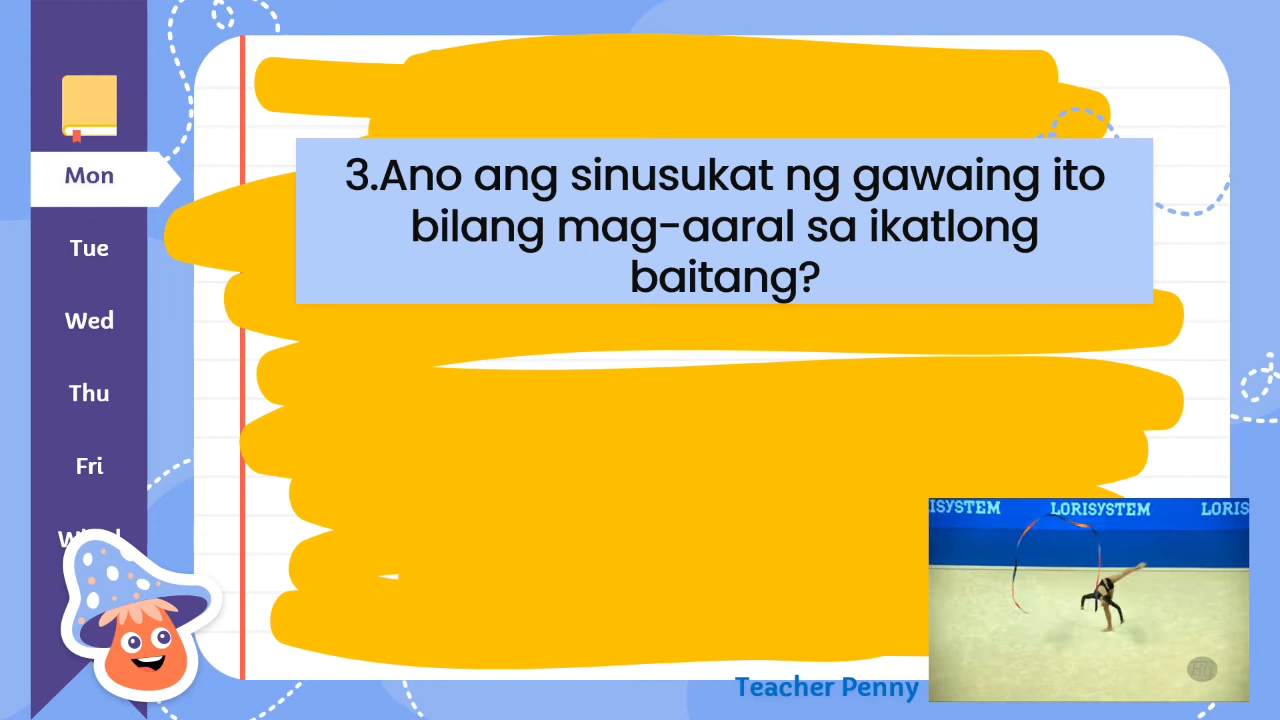 Mon
Tue
Wed
Thu
Fri
3.Ano ang sinusukat ng gawaing ito
bilang mag-aaral sa ikatlong
baitang?
ISYSTEM LORISYSTEM LORIS
Teacher Penny